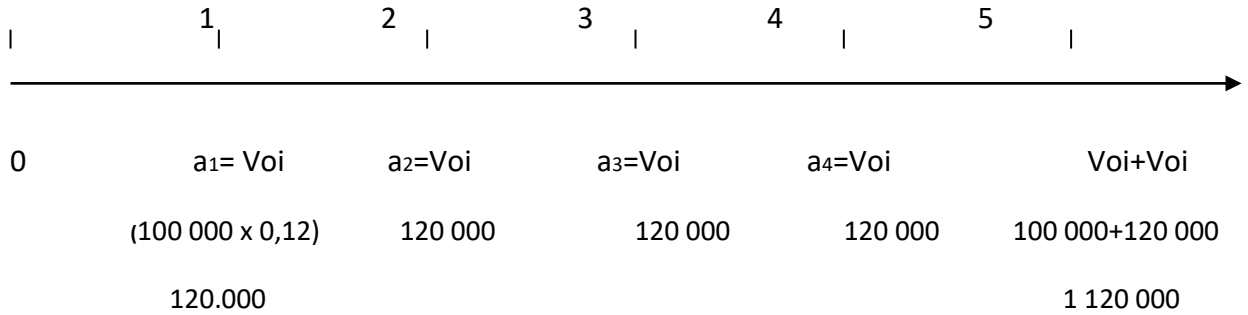 1 2 3 4 5
0 a1= Voi a2=Voi a3=Voi a4=Voi Voi+Voi
(100 000 x 0,12) 120 000 120 000 120 000 100 000+120 000
120.000 1 120 000